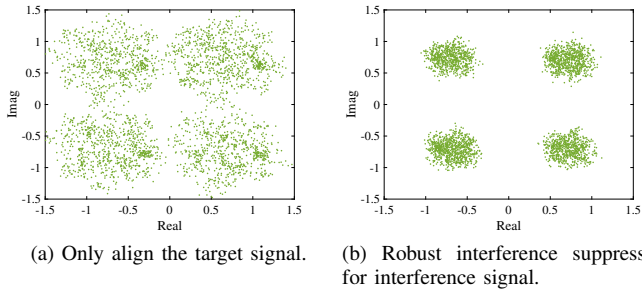 1.5
1
0.5
0
-0.5
-1
-1.5
Imag
-1.5 -1 -0.5 0 0.5 1 1.5
Real
(a) Only align the target signal.
1.5
1
0.5
0
-0.5
-1
-1.5
Imag
-1.5 -1 -0.5 0 0.5 1 1.5
Real
(b) Robust interference suppress
for interference signal.